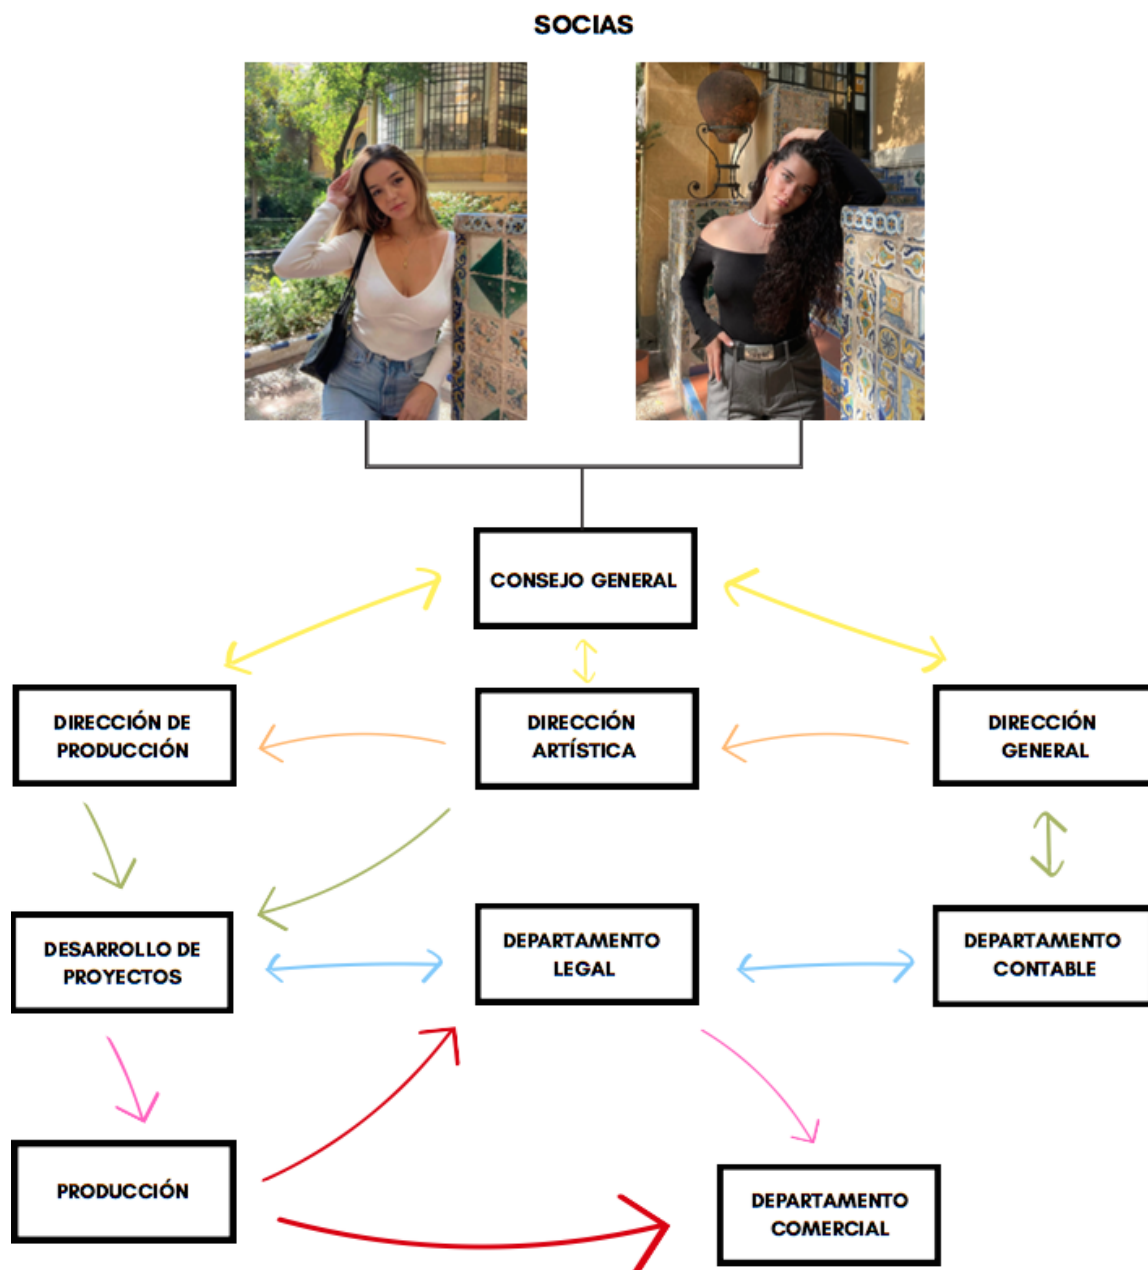 SOCIAS
CONSEJO GENERAL
DIRECCIÓN DE
PRODUCCIÓN
DIRECCIÓN
ARTÍSTICA
DIRECCIÓN
GENERAL
DESARROLLO DE
PROYECTOS
DEPARTAMENTO
LEGAL
DEPARTAMENTO
CONTABLE
PRODUCCIÓN
DEPARTAMENTO
COMERCIAL